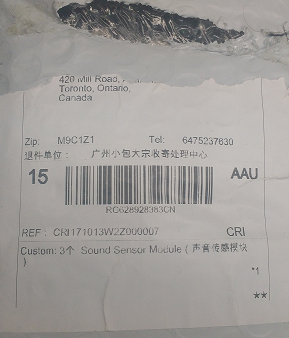 420 Mill Road,
Toronto, Ontario,
Canada
Zip: M9C1Z1 Tel: 6475237630
退件单位： 广州小包大宗收寄处理中心
15 AAU
RG628928383CN
REF : CRI171013W2Z000007 CRI
Custom: 3个 Sound Sensor Module ( 声音传感模块
)
*1
**